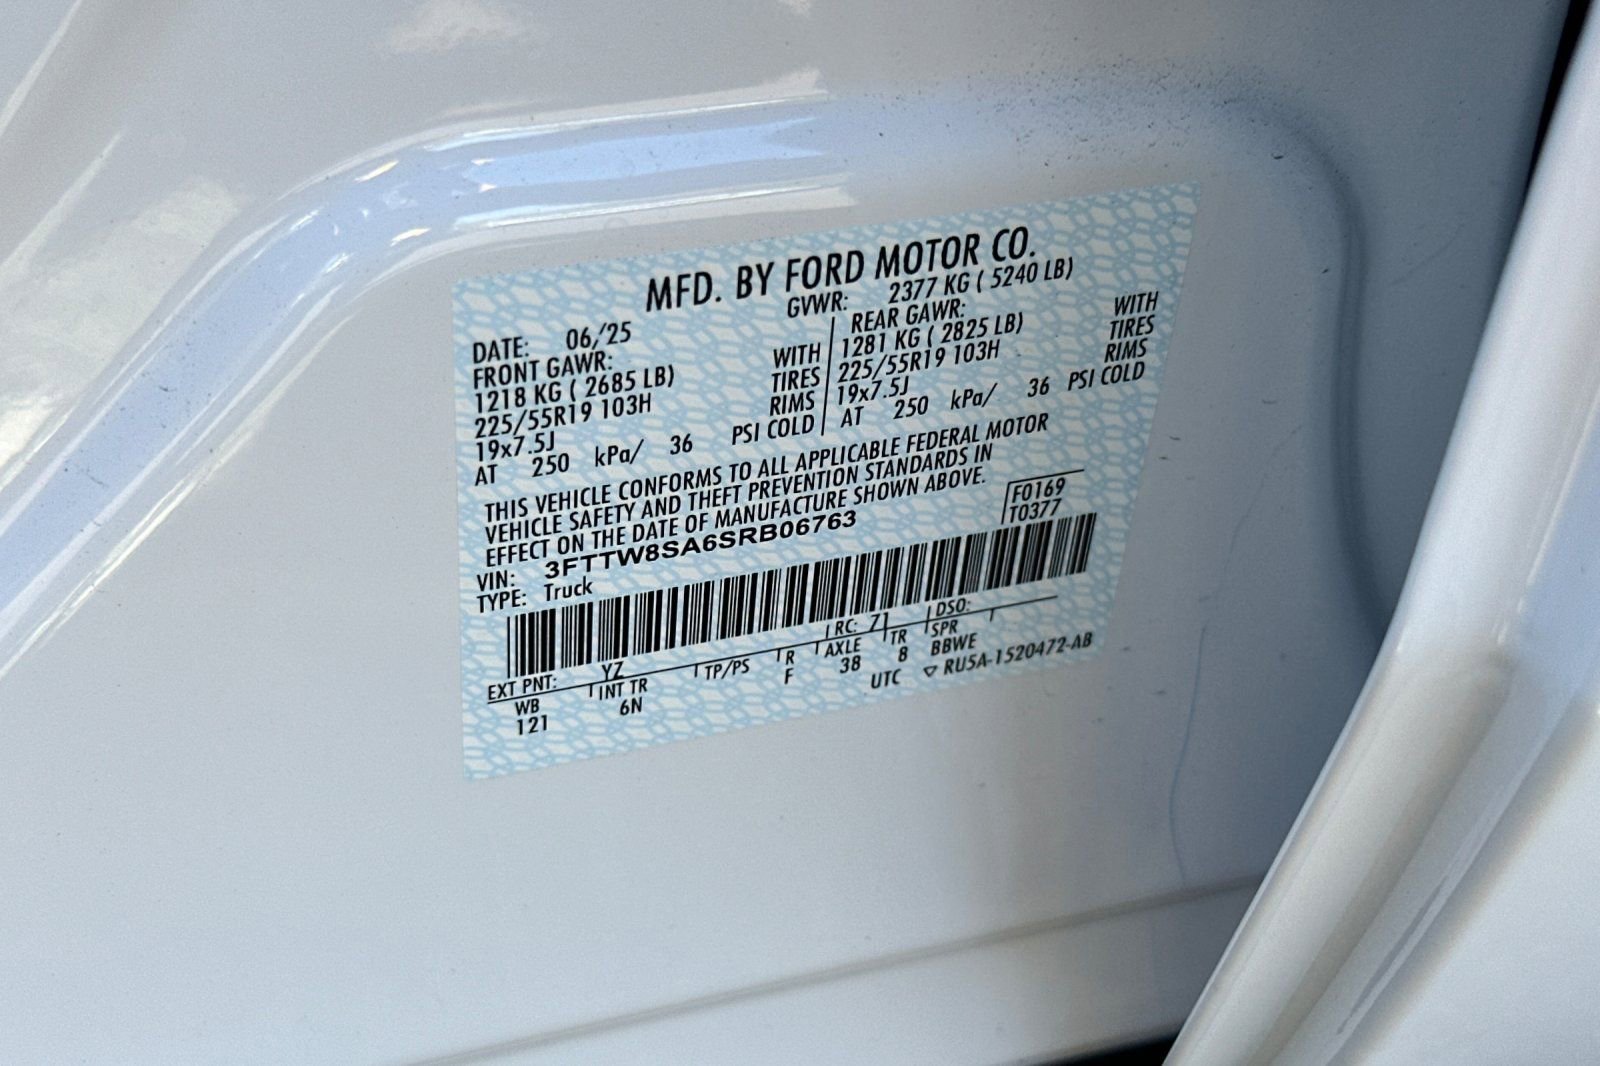 MFD. BY FORD MOTOR CO.
DATE: 06/25 GVWR: 2377 KG ( 5240 LB)
FRONT GAWR: REAR GAWR:
1218 KG ( 2685 LB) WITH 1281 KG ( 2825 LB) WITH
225/55R19 103H TIRES 225/55R19 103H TIRES
19x7.5J RIMS 19x7.5J RIMS
AT 250 kPa/ 36 PSI COLD AT 250 kPa/ 36 PSI COLD
THIS VEHICLE CONFORMS TO ALL APPLICABLE FEDERAL MOTOR
VEHICLE SAFETY AND THEFT PREVENTION STANDARDS IN
EFFECT ON THE DATE OF MANUFACTURE SHOWN ABOVE.
VIN: 3FTTW8SA6SRB06763 F0169
TYPE: Truck T0377
EXT PNT: YZ RC: 71 DSO:
WB INT TR TP/PS R AXLE TR SPR
121 6N F 38 8 BBWE
UTC ▽ RU5A-1520472-AB